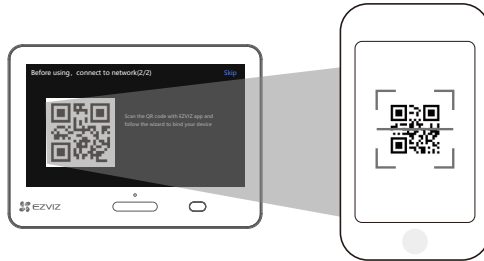 Before using, connect to network(2/2)
Skip
Scan the QR code with EZVIZ app and
follow the wizard to bind your device
EZVIZ